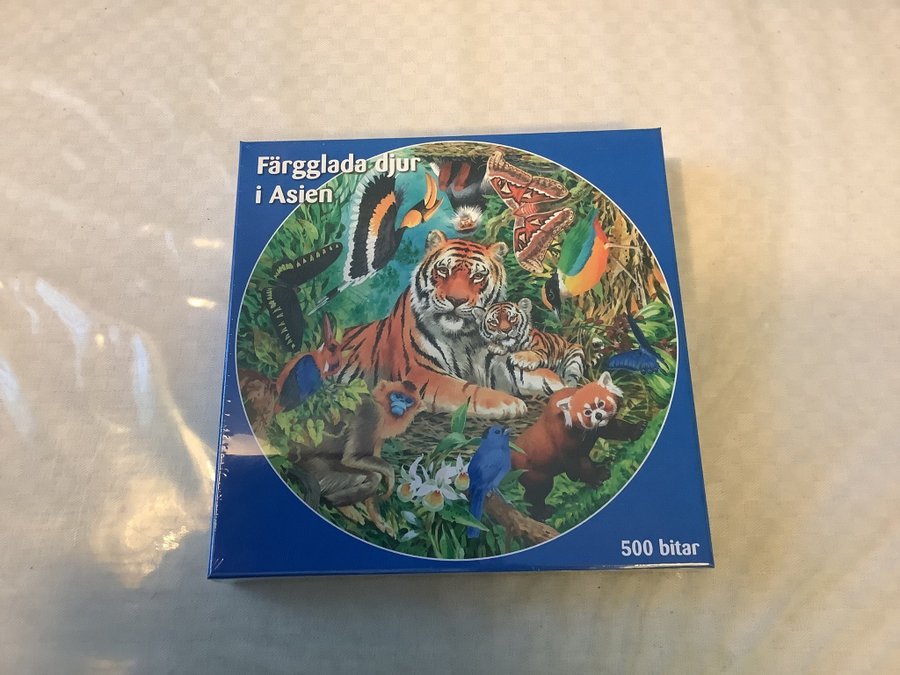 Färgglada djur
i Asien
500 bitar